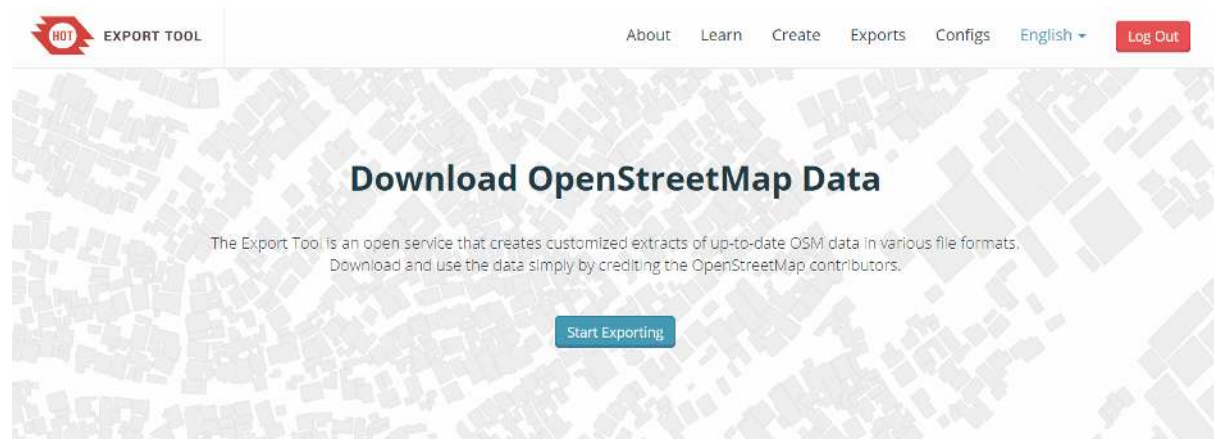 HOT EXPORT TOOL About Learn Create Exports Configs English Log Out
Download OpenStreetMap Data
The Export Tool is an open service that creates customized extracts of up-to-date OSM data in various file formats.
Download and use the data simply by crediting the OpenStreetMap contributors.
Start Exporting